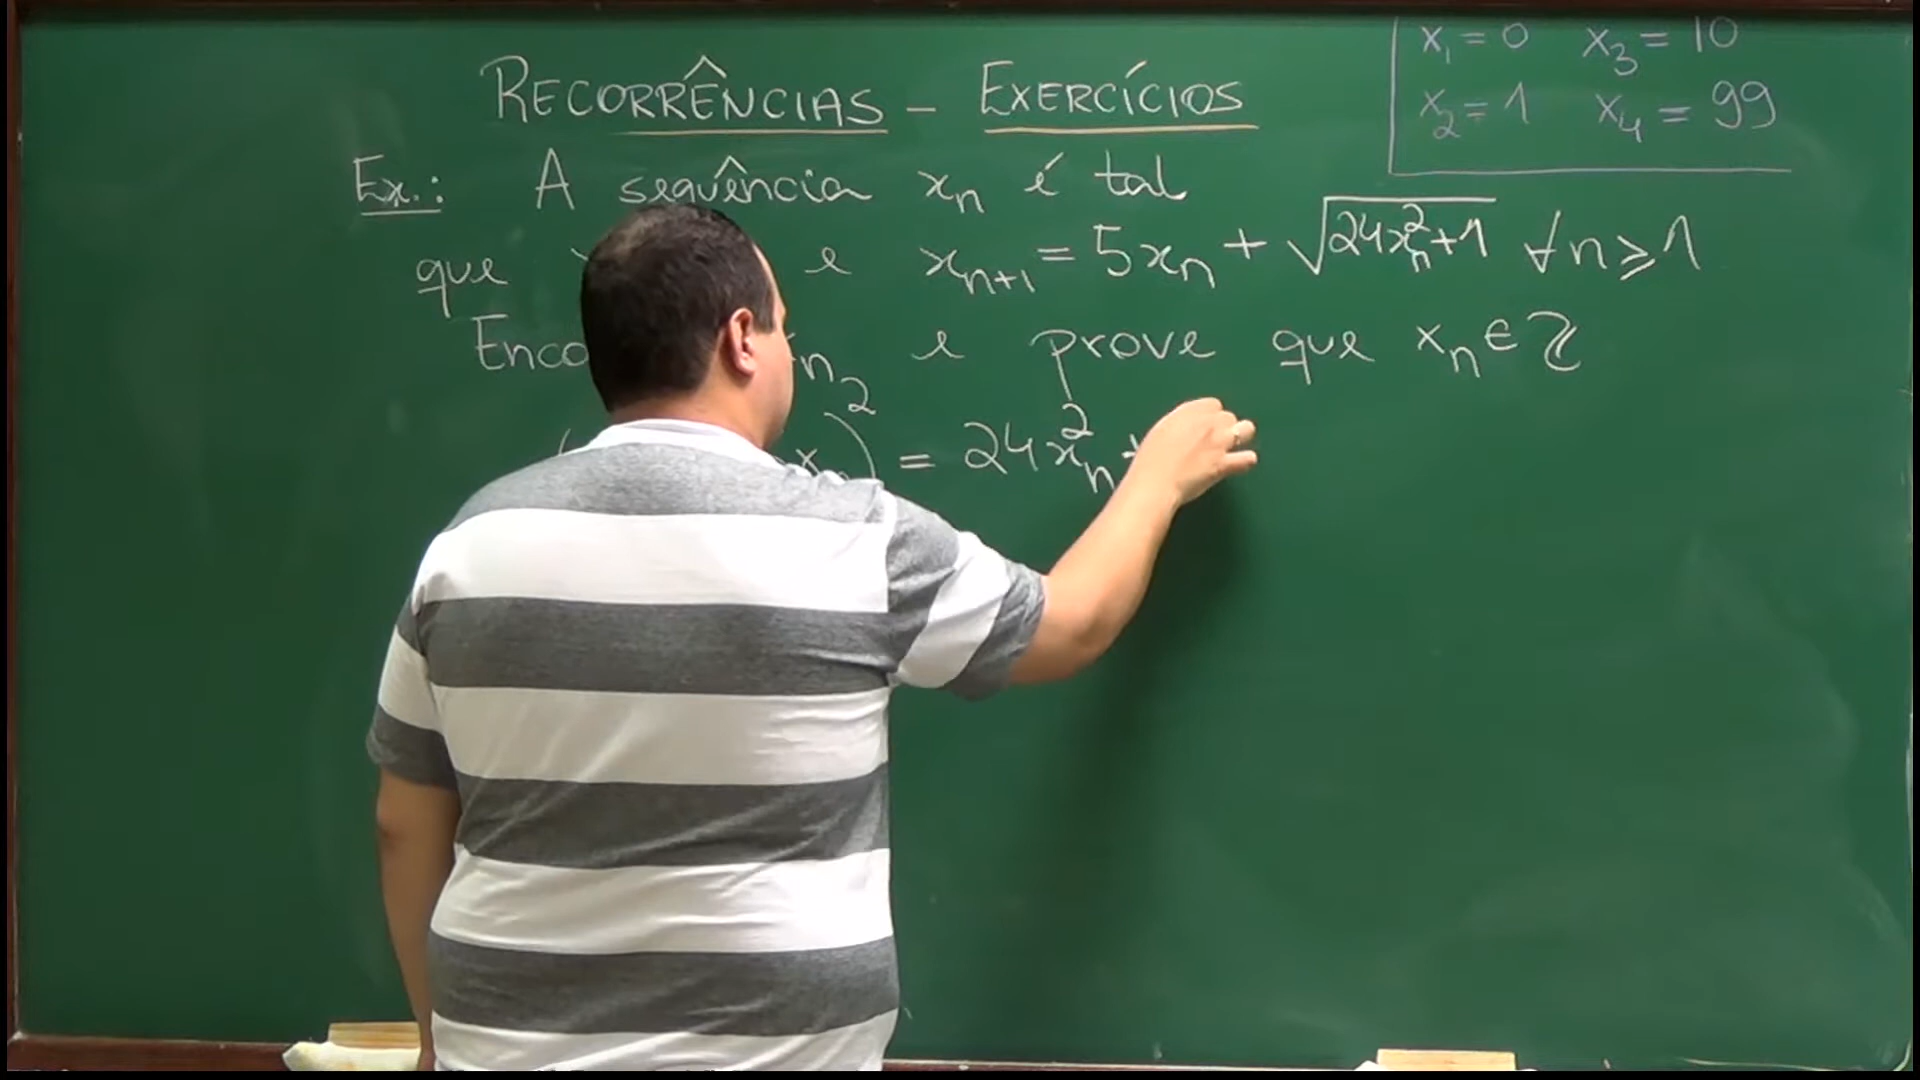 x₁ = 0 x₃ = 10
x₂ = 1 x₄ = 99
RECORRÊNCIAS – EXERCÍCIOS
Ex.: A sequência xₙ é tal
que e xₙ₊₁ = 5xₙ + √(24xₙ² + 1) ∀n ⩾ 1
e prove que xₙ ∈ ℤ
)² = 24xₙ² +